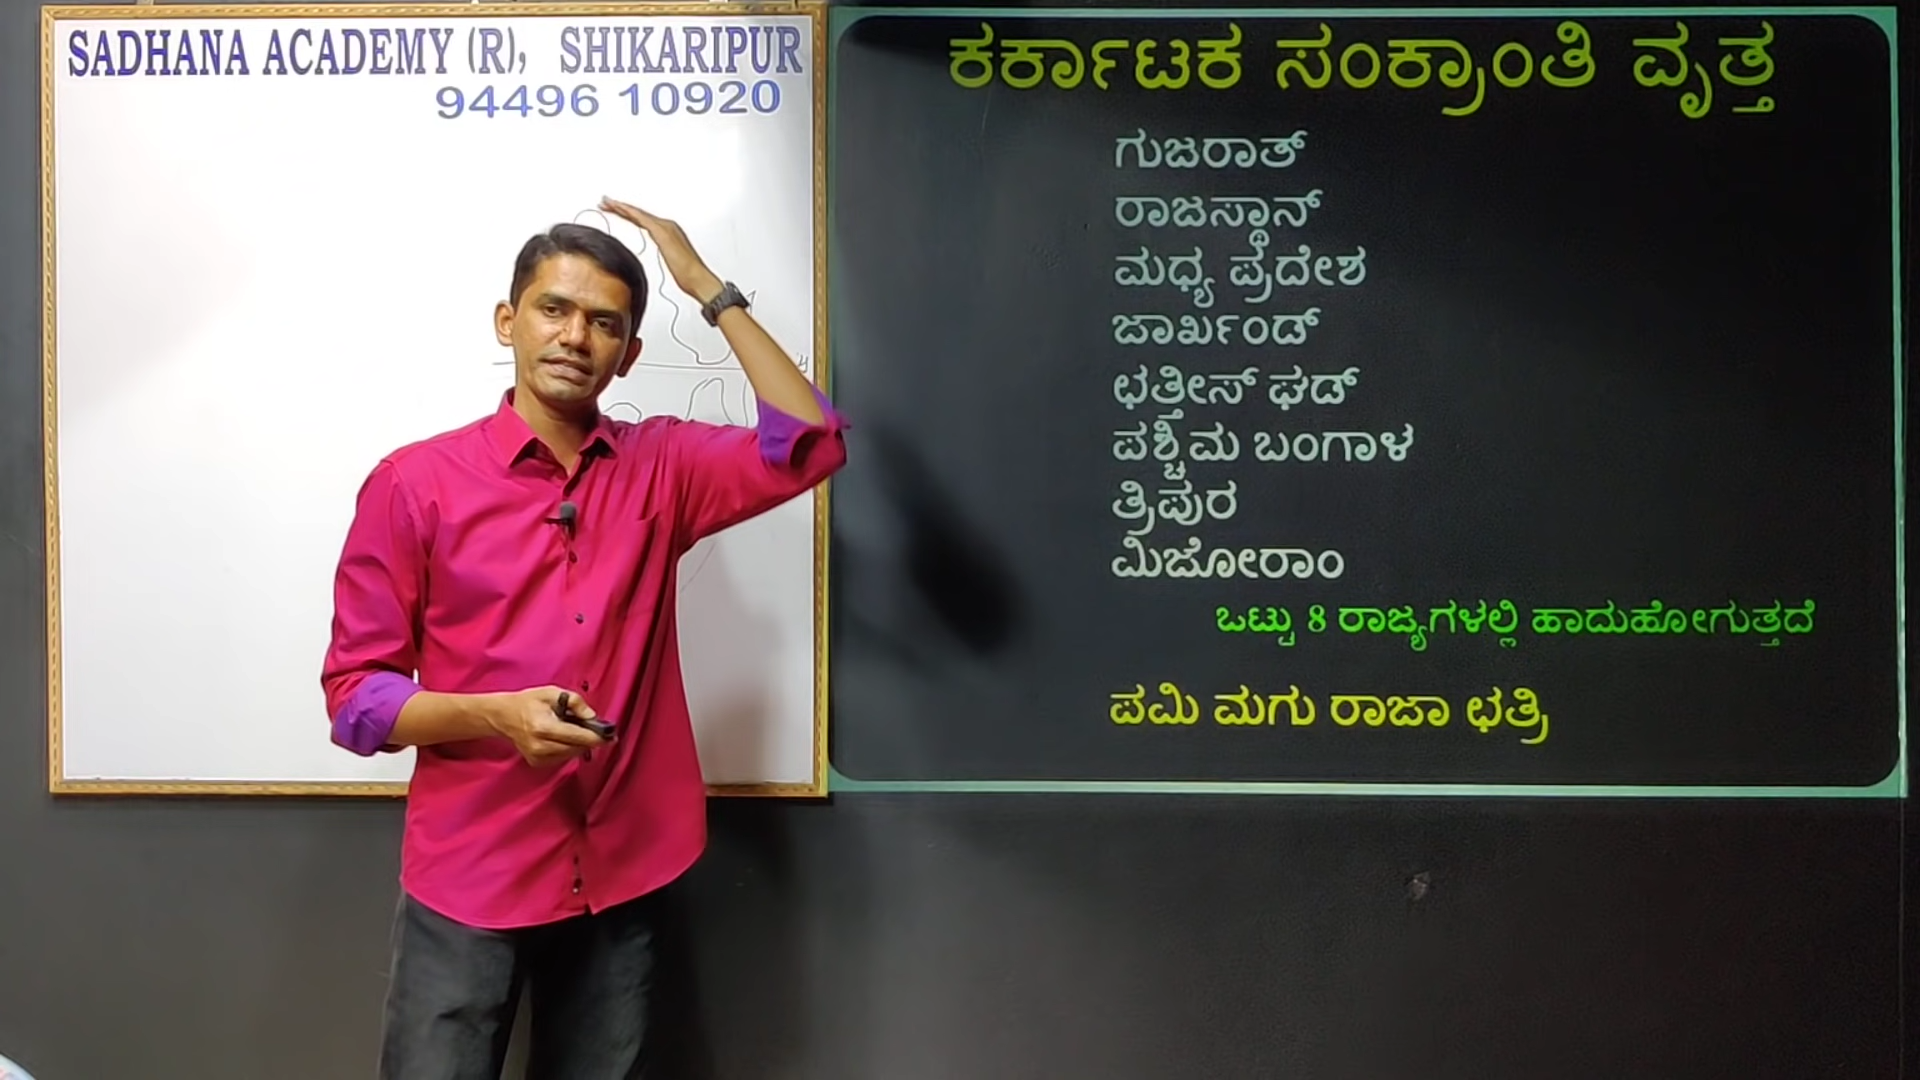 SADHANA ACADEMY (R), SHIKARIPUR
94496 10920
ಕರ್ಕಾಟಕ ಸಂಕ್ರಾಂತಿ ವೃತ್ತ
ಗುಜರಾತ್
ರಾಜಸ್ಥಾನ್
ಮಧ್ಯ ಪ್ರದೇಶ
ಜಾರ್ಖಂಡ್
ಛತ್ತೀಸ್ ಘಡ್
ಪಶ್ಚಿಮ ಬಂಗಾಳ
ತ್ರಿಪುರ
ಮಿಜೋರಾಂ
ಒಟ್ಟು 8 ರಾಜ್ಯಗಳಲ್ಲಿ ಹಾದುಹೋಗುತ್ತದೆ
ಪಮಿ ಮಗು ರಾಜಾ ಛತ್ರಿ